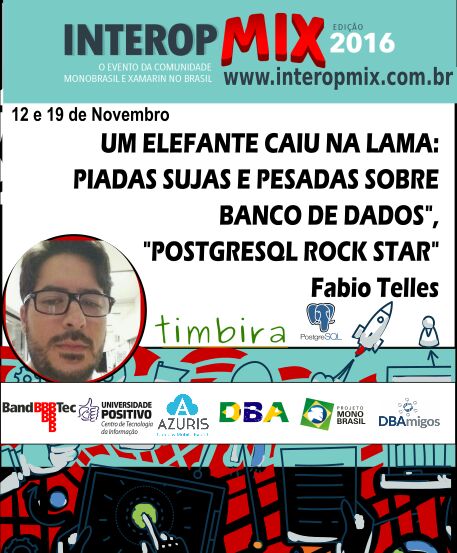 INTEROP MIX EDIÇÃO 2016
O EVENTO DA COMUNIDADE
MONOBRASIL E XAMARIN NO BRASIL
www.interopmix.com.br
12 e 19 de Novembro
UM ELEFANTE CAIU NA LAMA:
PIADAS SUJAS E PESADAS SOBRE
BANCO DE DADOS",
"POSTGRESQL ROCK STAR"
Fabio Telles
timbira
PostgreSQL
BandTec
UNIVERSIDADE
POSITIVO
Centro de Tecnologia
da Informação
AZURIS
DBA
PROJETO
MONO
BRASIL
DBAmigos